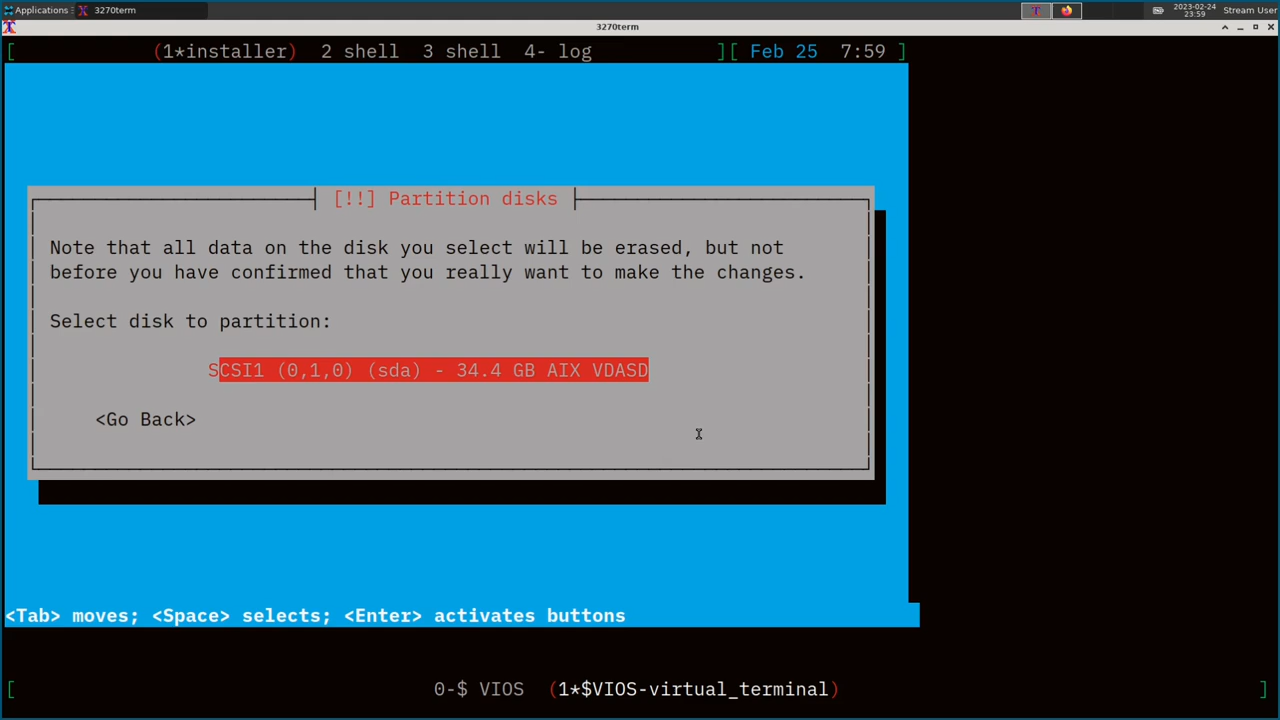 Applications 3270term 2023-02-24 23:59 Stream User
3270term
[ (1*installer) 2 shell 3 shell 4- log ][ Feb 25 7:59 ]
[!!] Partition disks
Note that all data on the disk you select will be erased, but not
before you have confirmed that you really want to make the changes.
Select disk to partition:
SCSI1 (0,1,0) (sda) - 34.4 GB AIX VDASD
<Go Back>
<Tab> moves; <Space> selects; <Enter> activates buttons
[ 0-$ VIOS (1*$VIOS-virtual_terminal) ]